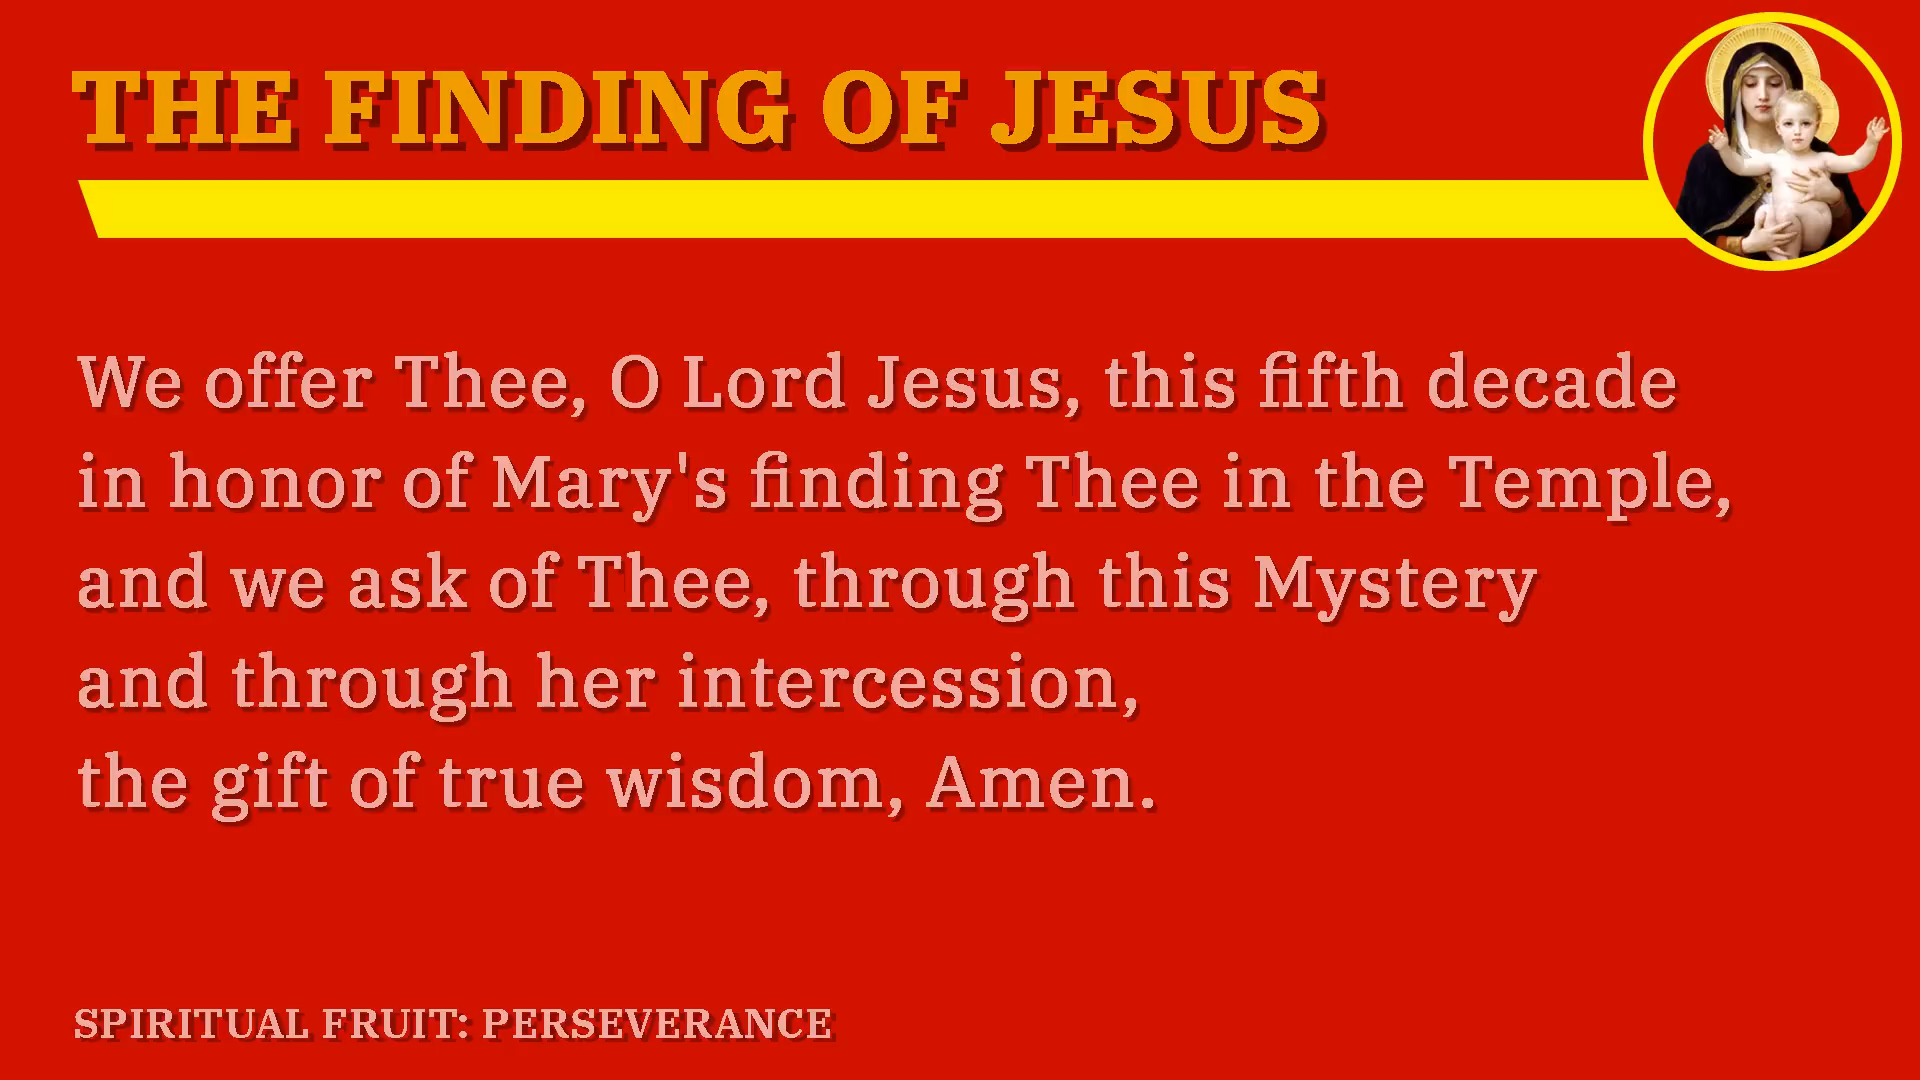 THE FINDING OF JESUS
We offer Thee, O Lord Jesus, this fifth decade
in honor of Mary's finding Thee in the Temple,
and we ask of Thee, through this Mystery
and through her intercession,
the gift of true wisdom, Amen.
SPIRITUAL FRUIT: PERSEVERANCE